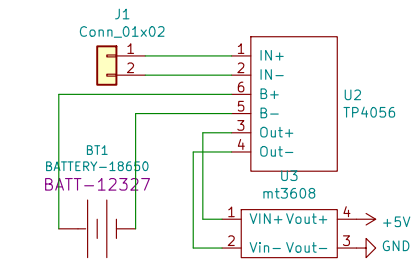 J1
Conn_01x02
1 IN+
2 IN-
6 B+
5 B-
3 Out+
4 Out-
U2
TP4056
BT1
BATTERY-18650
BATT-12327
U3
mt3608
1 VIN+ Vout+ 4 +5V
2 Vin- Vout- 3 GND
1
2